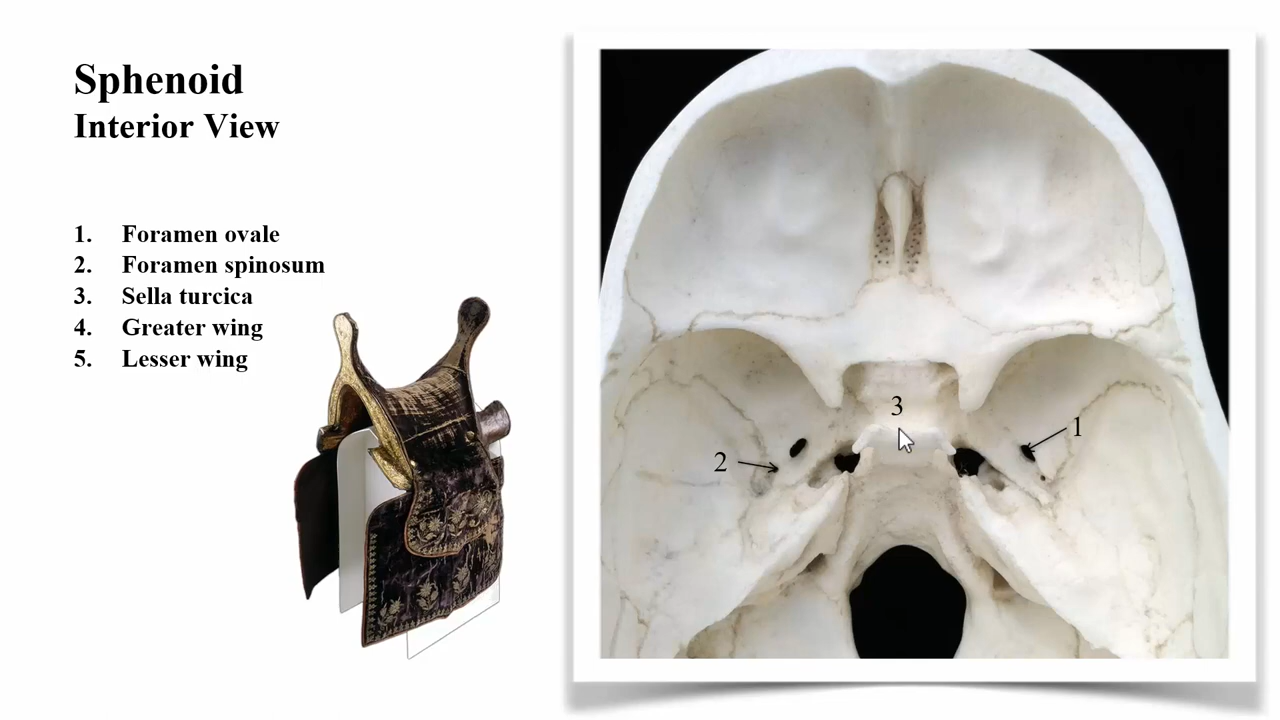 Sphenoid
Interior View
1. Foramen ovale
2. Foramen spinosum
3. Sella turcica
4. Greater wing
5. Lesser wing
3
1
2